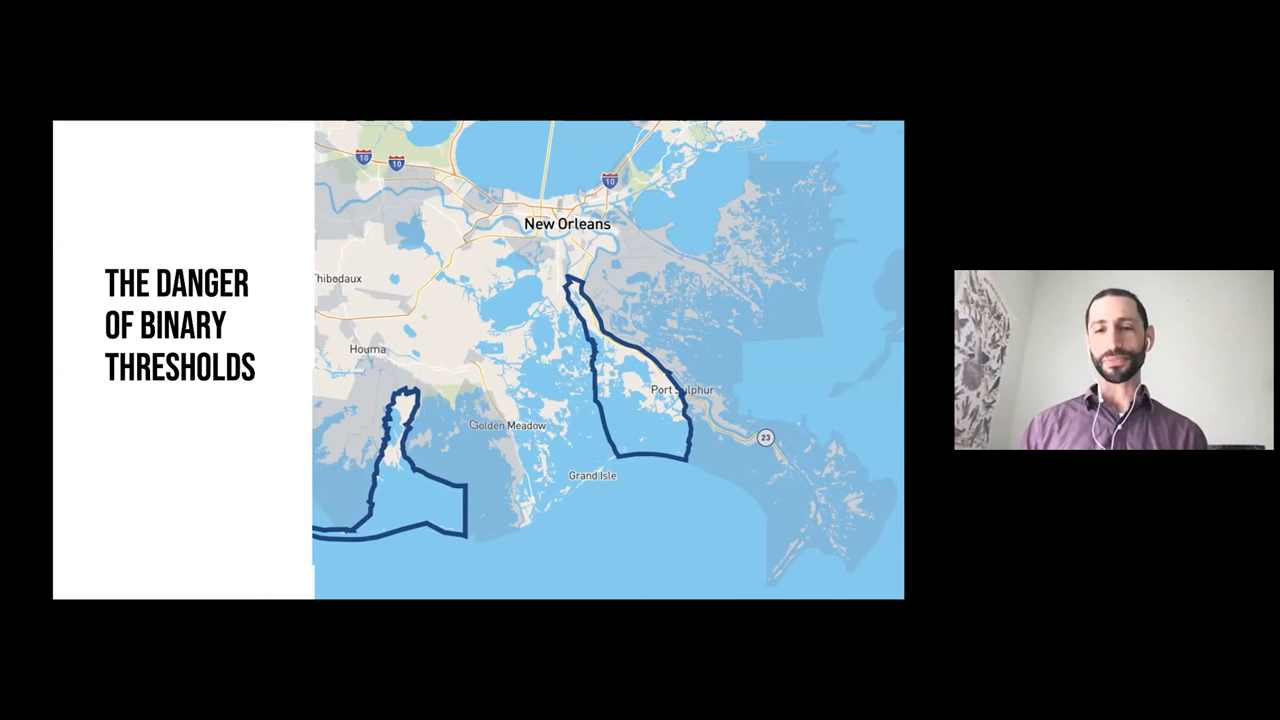 THE DANGER
OF BINARY
THRESHOLDS
10
10
10
New Orleans
Thibodaux
Houma
Port Sulphur
Golden Meadow
23
Grand Isle